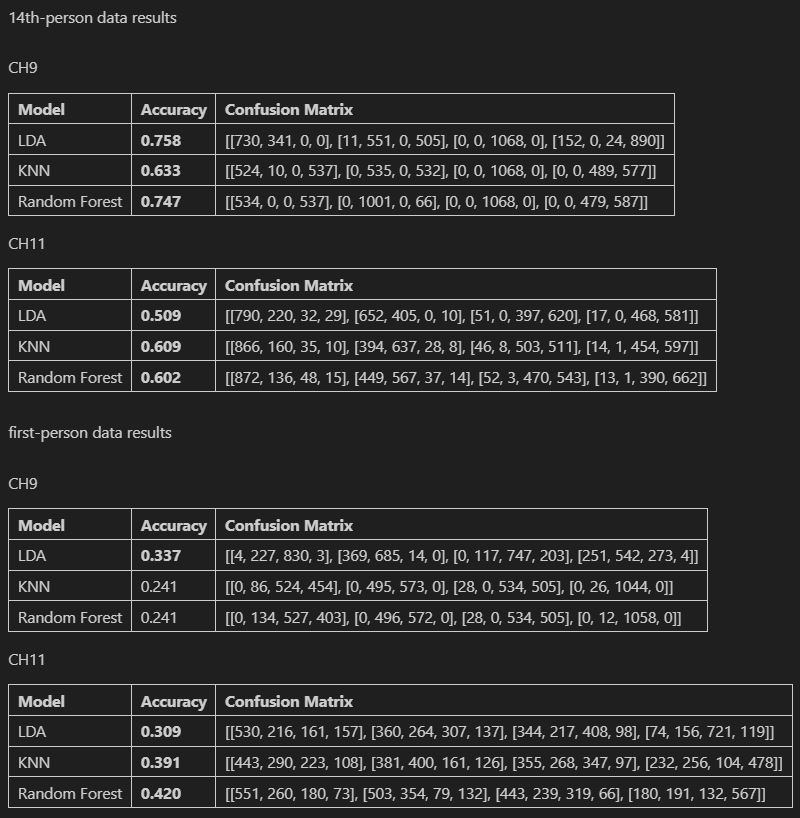 14th-person data results
CH9
Model Accuracy Confusion Matrix
LDA 0.758 [[730, 341, 0, 0], [11, 551, 0, 505], [0, 0, 1068, 0], [152, 0, 24, 890]]
KNN 0.633 [[524, 10, 0, 537], [0, 535, 0, 532], [0, 0, 1068, 0], [0, 0, 489, 577]]
Random Forest 0.747 [[534, 0, 0, 537], [0, 1001, 0, 66], [0, 0, 1068, 0], [0, 0, 479, 587]]
CH11
Model Accuracy Confusion Matrix
LDA 0.509 [[790, 220, 32, 29], [652, 405, 0, 10], [51, 0, 397, 620], [17, 0, 468, 581]]
KNN 0.609 [[866, 160, 35, 10], [394, 637, 28, 8], [46, 8, 503, 511], [14, 1, 454, 597]]
Random Forest 0.602 [[872, 136, 48, 15], [449, 567, 37, 14], [52, 3, 470, 543], [13, 1, 390, 662]]
first-person data results
CH9
Model Accuracy Confusion Matrix
LDA 0.337 [[4, 227, 830, 3], [369, 685, 14, 0], [0, 117, 747, 203], [251, 542, 273, 4]]
KNN 0.241 [[0, 86, 524, 454], [0, 495, 573, 0], [28, 0, 534, 505], [0, 26, 1044, 0]]
Random Forest 0.241 [[0, 134, 527, 403], [0, 496, 572, 0], [28, 0, 534, 505], [0, 12, 1058, 0]]
CH11
Model Accuracy Confusion Matrix
LDA 0.309 [[530, 216, 161, 157], [360, 264, 307, 137], [344, 217, 408, 98], [74, 156, 721, 119]]
KNN 0.391 [[443, 290, 223, 108], [381, 400, 161, 126], [355, 268, 347, 97], [232, 256, 104, 478]]
Random Forest 0.420 [[551, 260, 180, 73], [503, 354, 79, 132], [443, 239, 319, 66], [180, 191, 132, 567]]